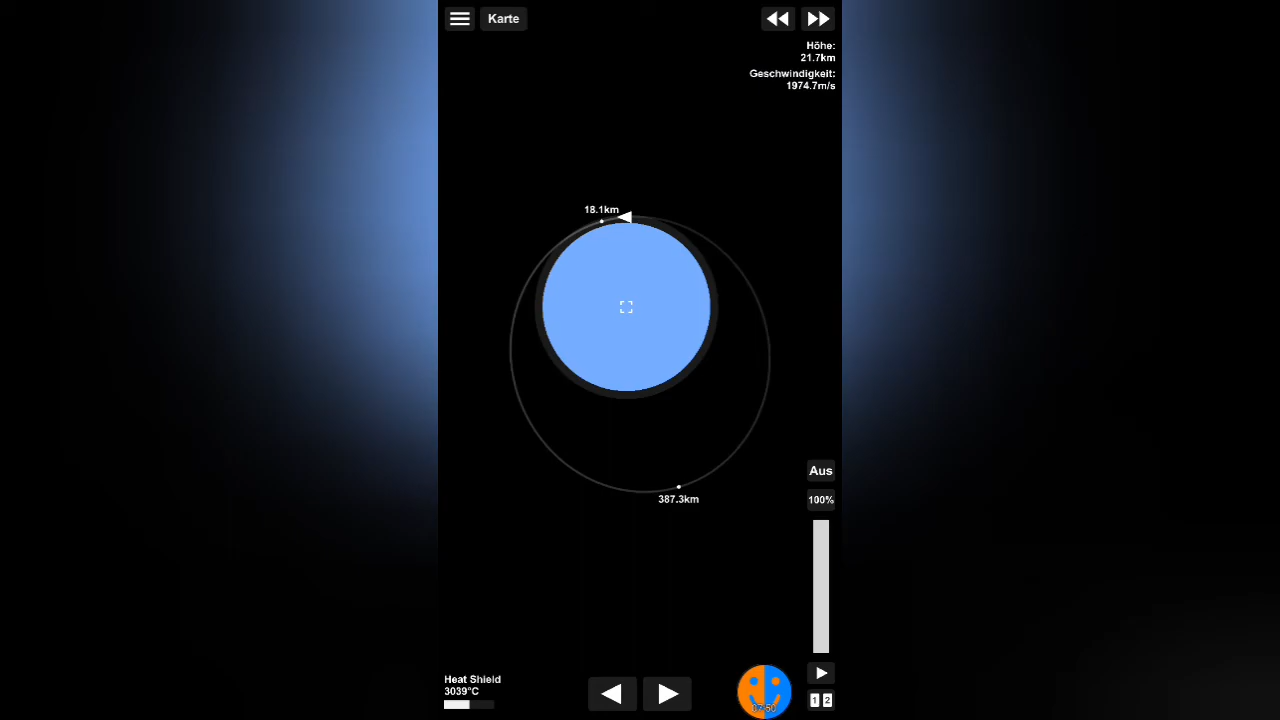 Karte
Höhe:
21.7km
Geschwindigkeit:
1974.7m/s
18.1km
387.3km
Aus
100%
Heat Shield
3039°C
1 2